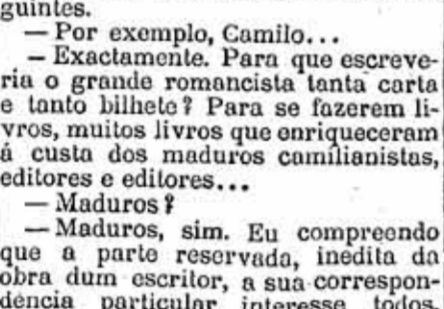 guintes.
— Por exemplo, Camilo...
— Exactamente. Para que escreve-
ria o grande romancista tanta carta
e tanto bilhete? Para se fazerem li-
vros, muitos livros que enriqueceram
á custa dos maduros camilianistas,
editores e editores...
— Maduros?
— Maduros, sim. Eu compreendo
que a parte reservada, inedita da
obra dum escritor, a sua correspon-
dência particular interesse todos.